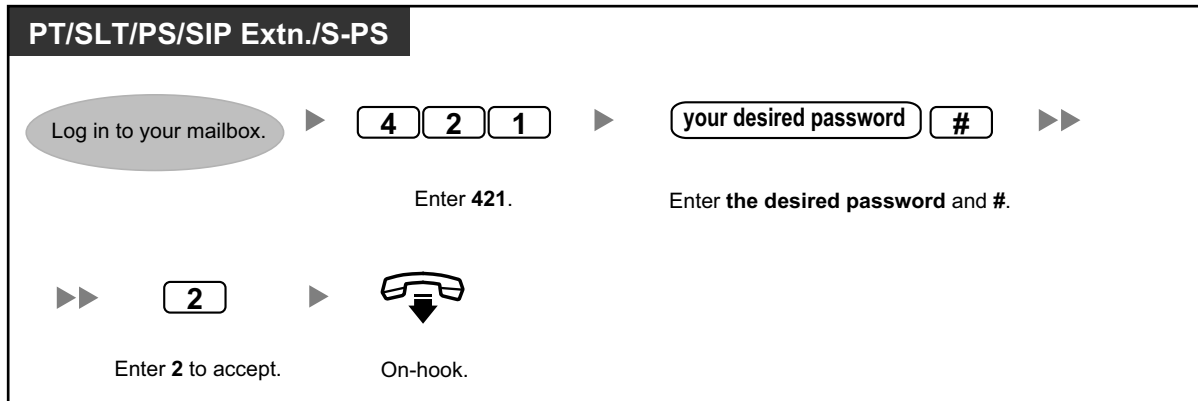 PT/SLT/PS/SIP Extn./S-PS
Log in to your mailbox.
4 2 1
your desired password #
Enter 421.
Enter the desired password and #.
2
Enter 2 to accept.
On-hook.